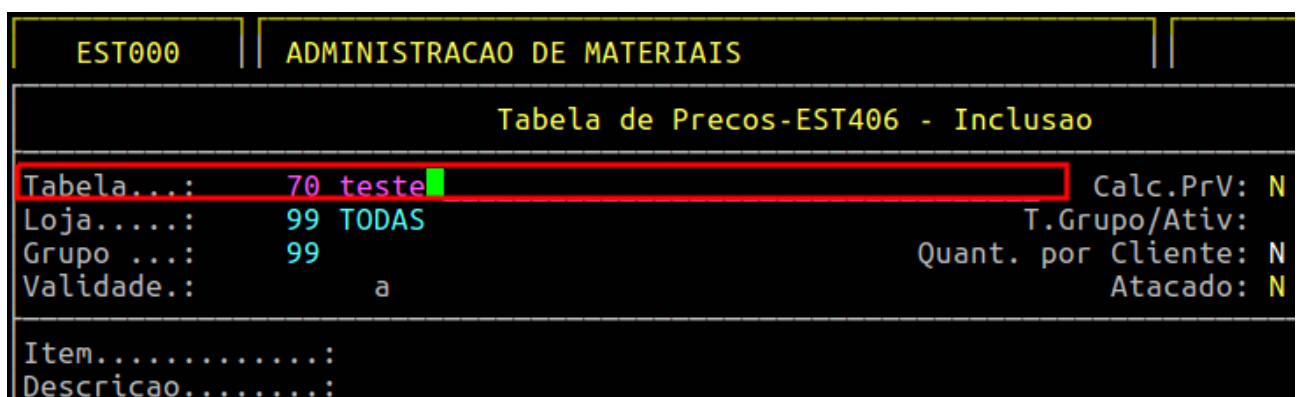 EST000 ADMINISTRACAO DE MATERIAIS
Tabela de Precos-EST406 - Inclusao
Tabela...: 70 teste Calc.PrV: N
Loja.....: 99 TODAS T.Grupo/Ativ:
Grupo ...: 99 Quant. por Cliente: N
Validade.: a Atacado: N
Item.............:
Descricao........: